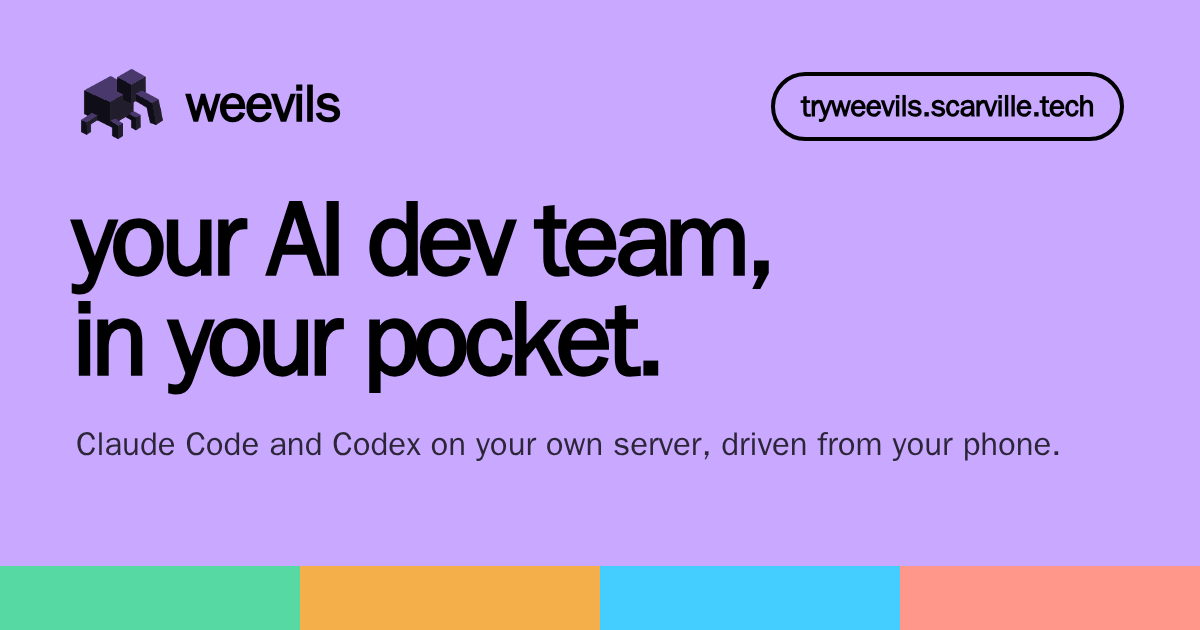 weevils
tryweevils.scarville.tech
your AI dev team,
in your pocket.
Claude Code and Codex on your own server, driven from your phone.